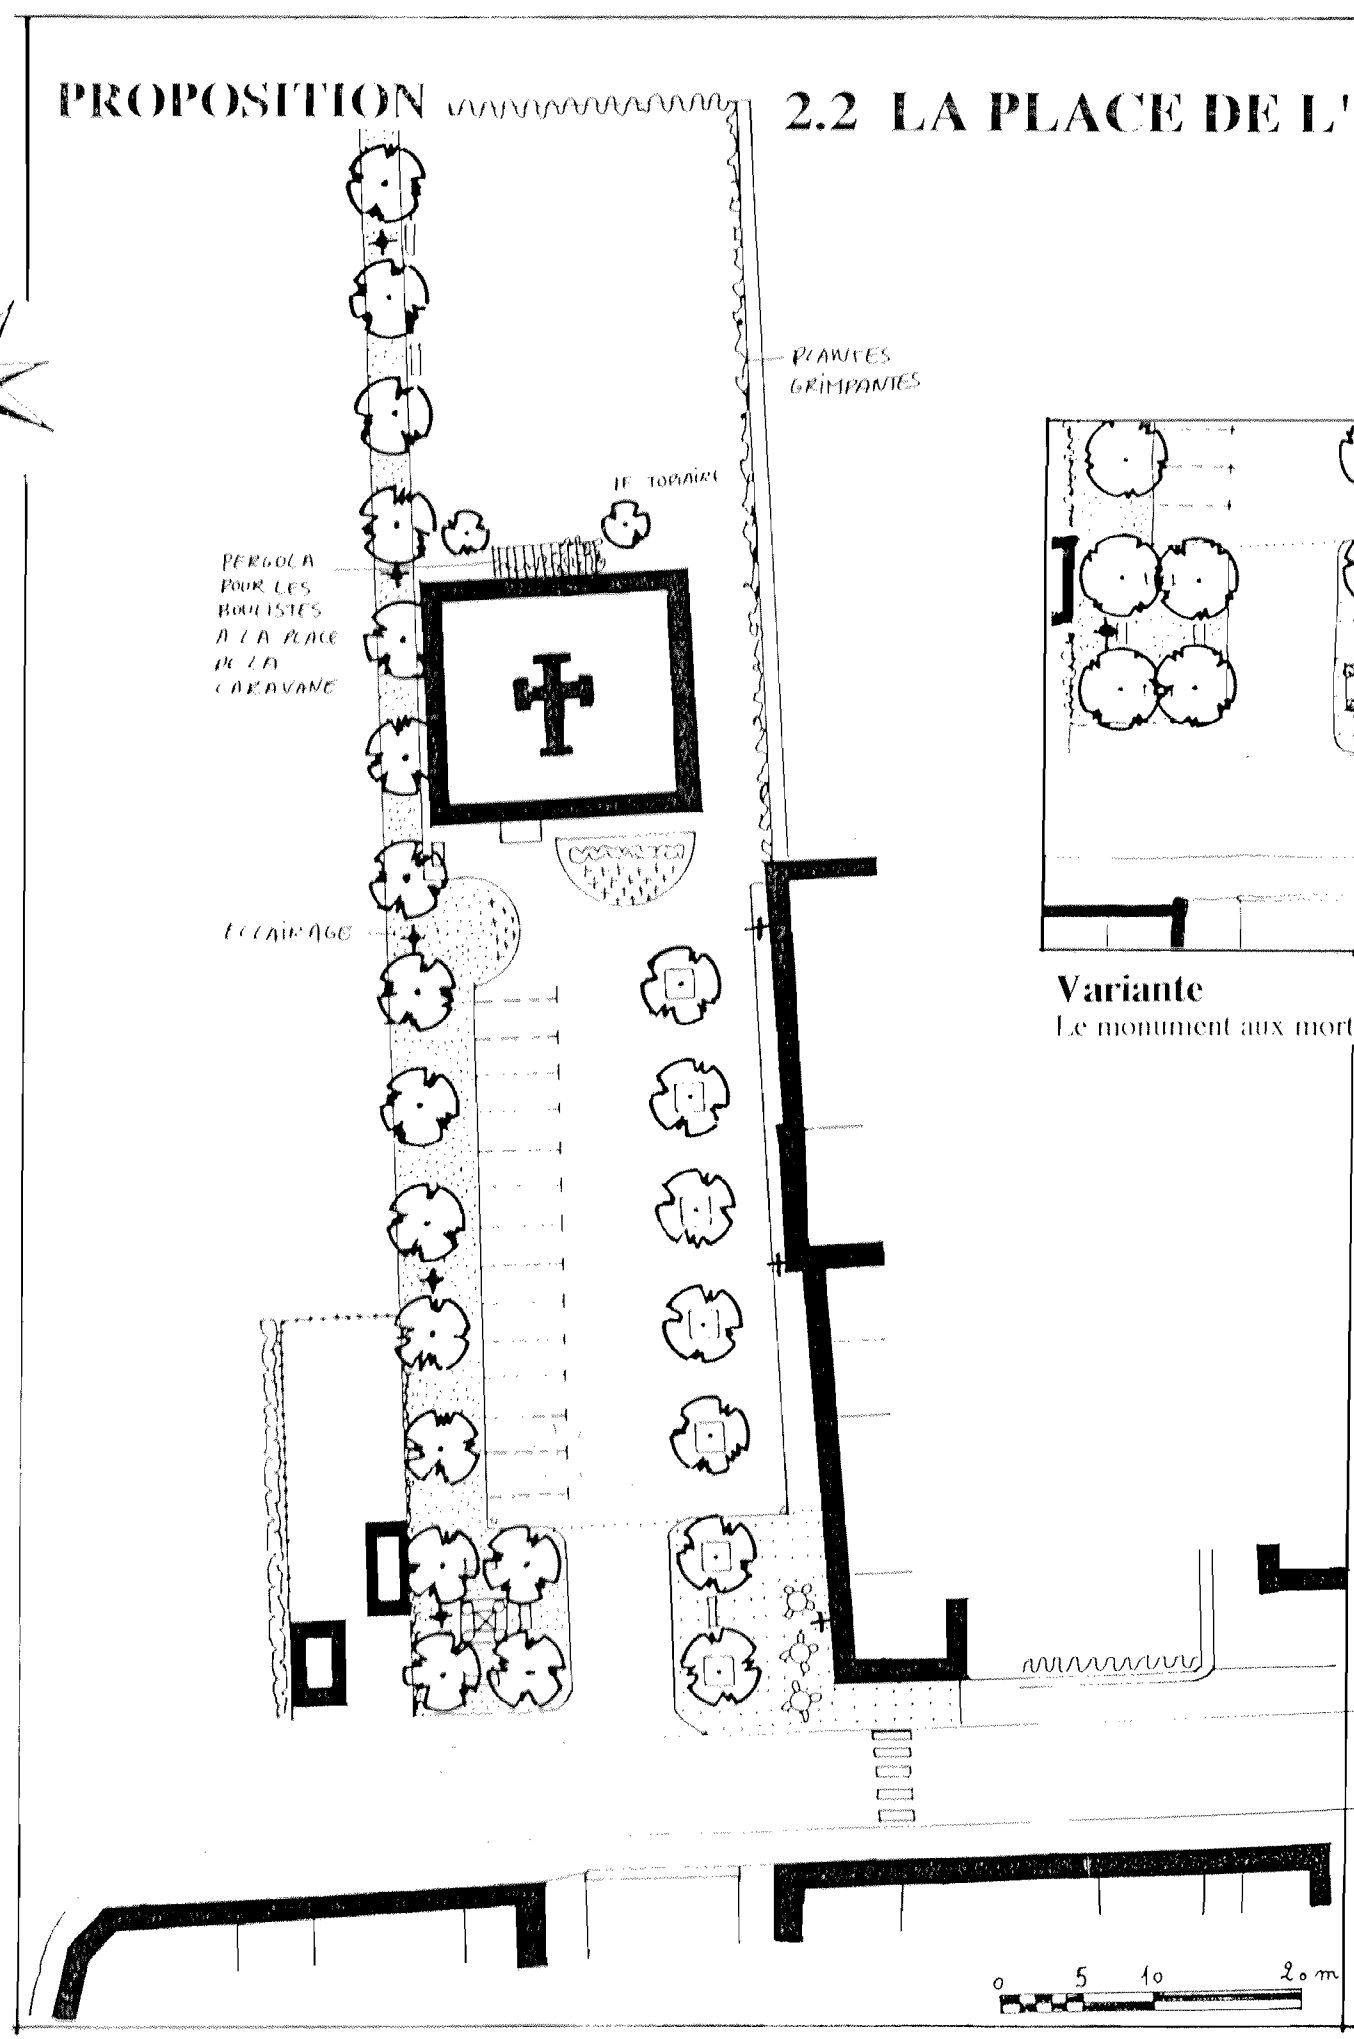 PROPOSITION
2.2 LA PLACE DE L'
PLANTES
GRIMPANTES
IF TOPIAIRE
PERGOLA
POUR LES
BOULISTES
A LA PLACE
DE LA
CARAVANE
ECLAIRAGE
Variante
Le monument aux mort
0 5 10 20 m